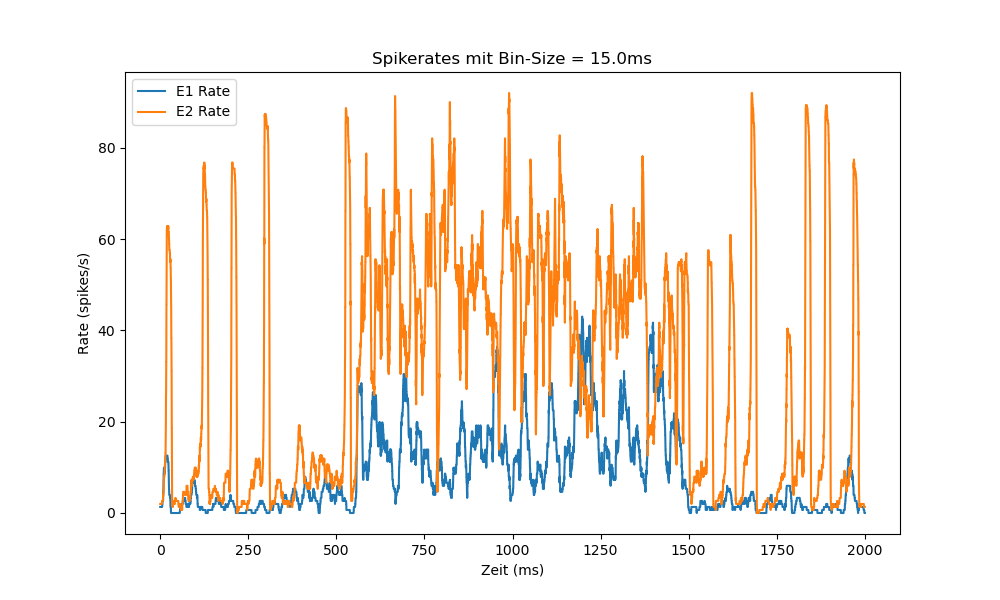 Spikerates mit Bin-Size = 15.0ms
E1 Rate
E2 Rate
Rate (spikes/s)
80
60
40
20
0
0 250 500 750 1000 1250 1500 1750 2000
Zeit (ms)